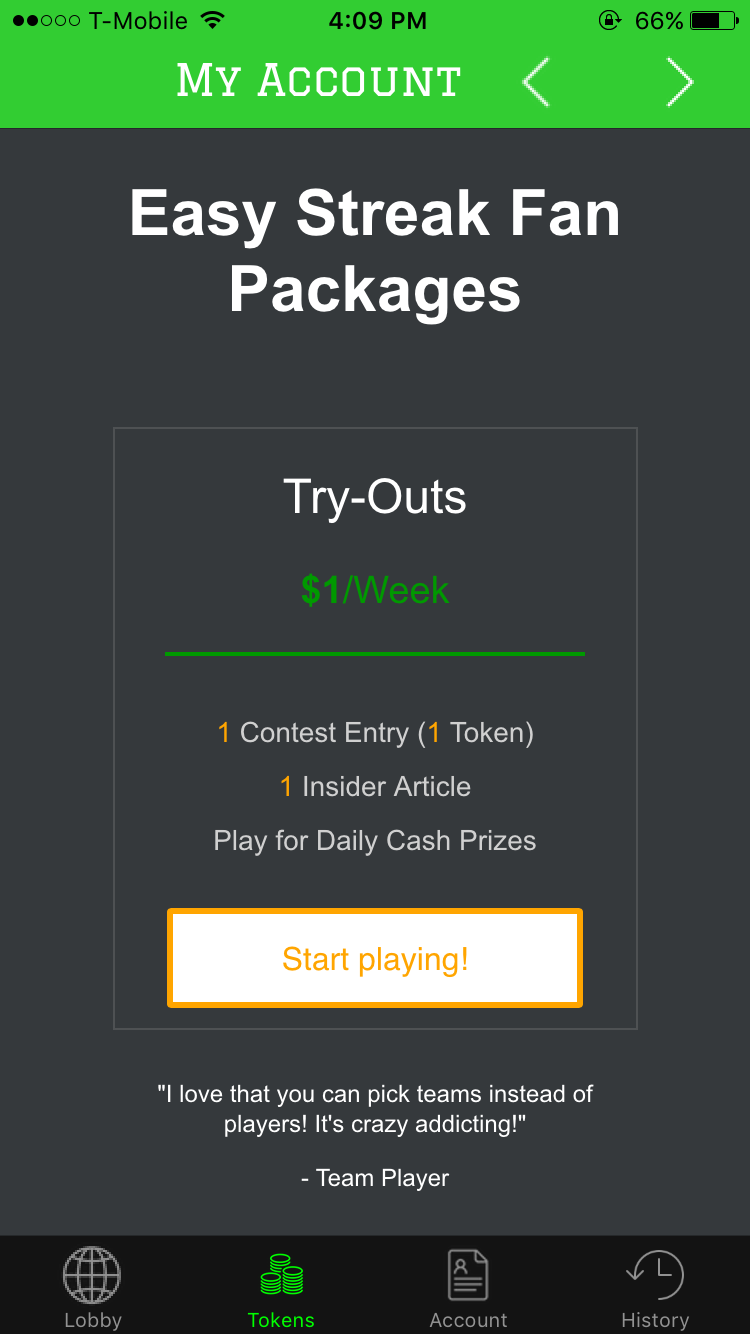 T-Mobile 4:09 PM 66%
My Account
Easy Streak Fan
Packages
Try-Outs
$1/Week
1 Contest Entry (1 Token)
1 Insider Article
Play for Daily Cash Prizes
Start playing!
"I love that you can pick teams instead of
players! It's crazy addicting!"
- Team Player
Lobby Tokens Account History